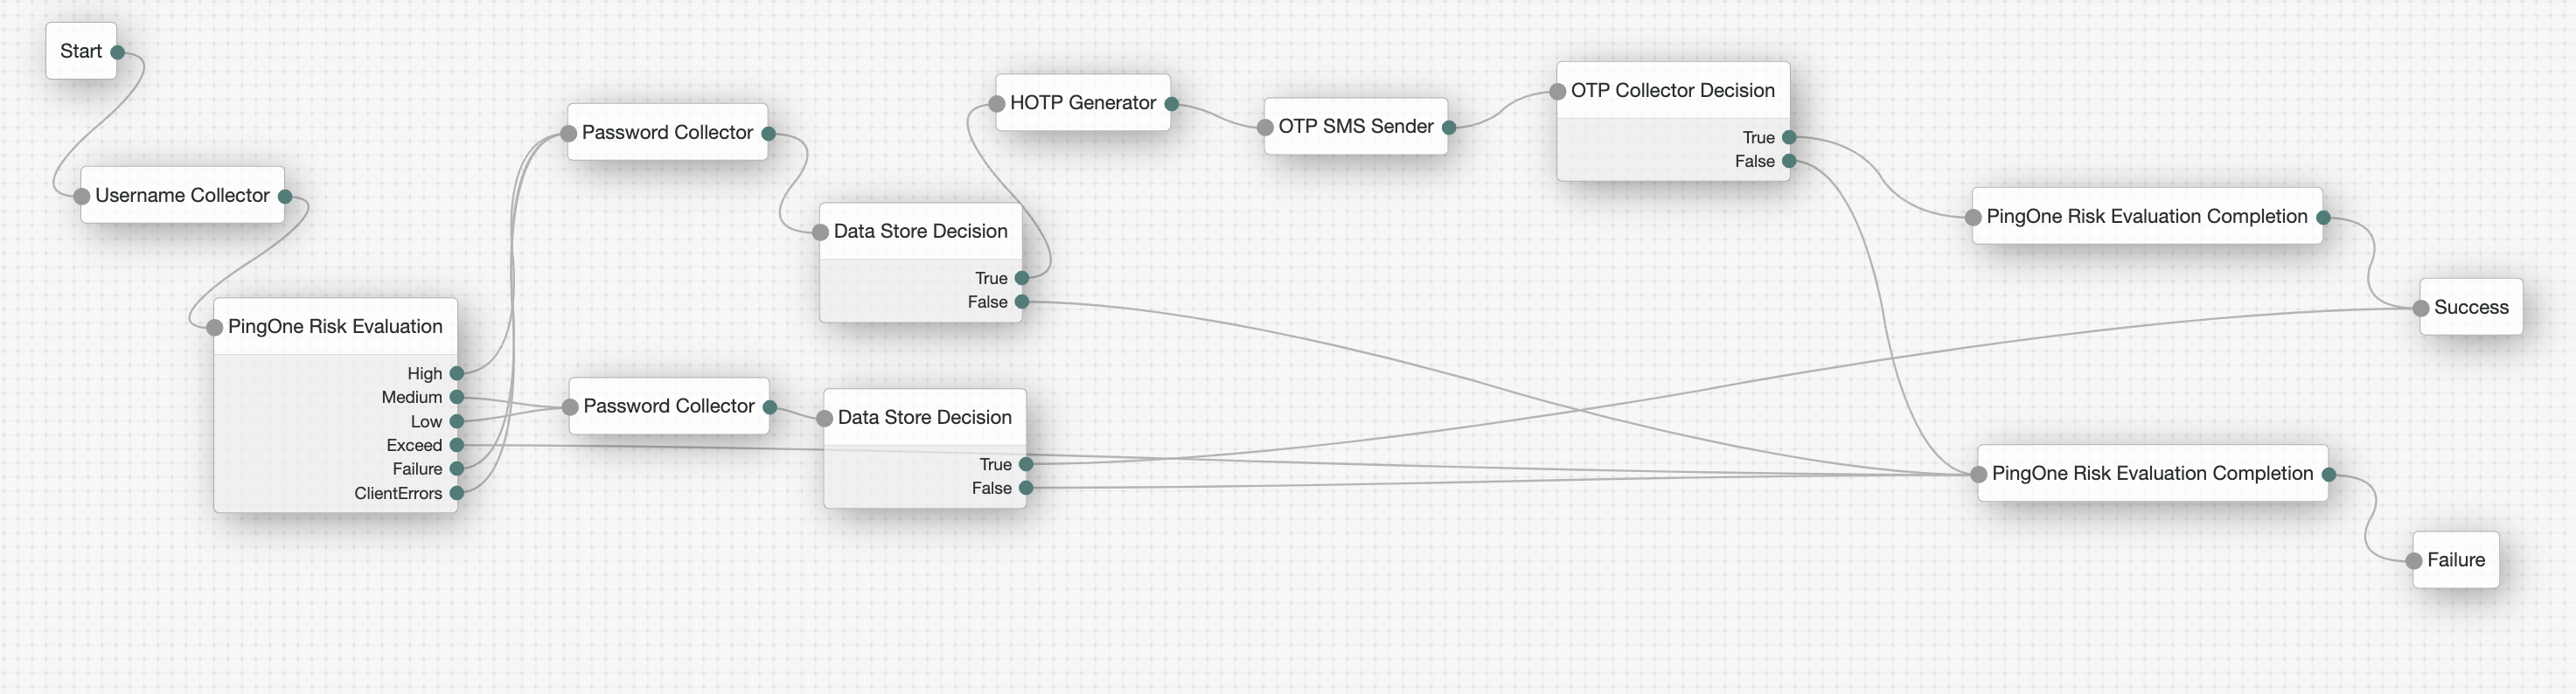 Start
Username Collector
PingOne Risk Evaluation
High
Medium
Low
Exceed
Failure
ClientErrors
Password Collector
Data Store Decision
True
False
Password Collector
Data Store Decision
True
False
HOTP Generator
OTP SMS Sender
OTP Collector Decision
True
False
PingOne Risk Evaluation Completion
Success
PingOne Risk Evaluation Completion
Failure